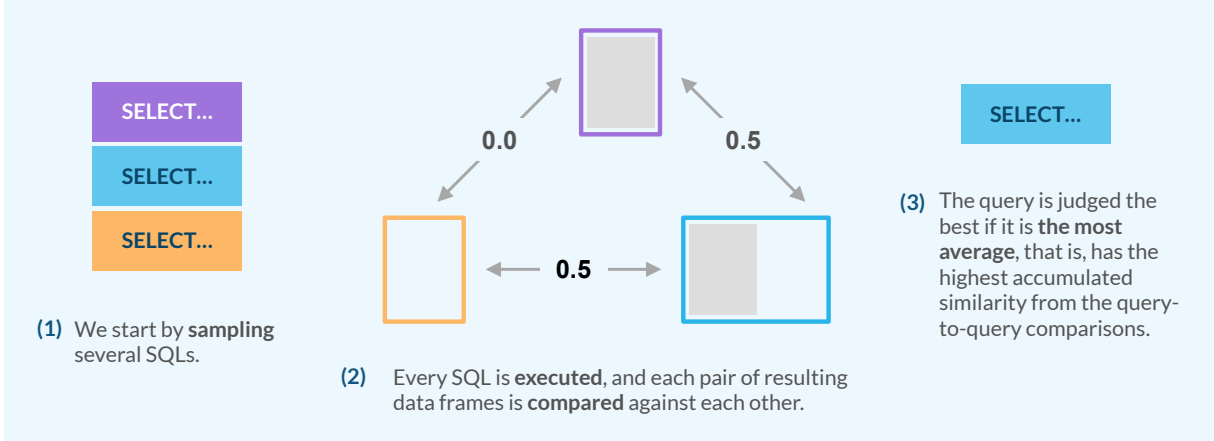 SELECT...
SELECT...
SELECT...
(1) We start by sampling
several SQLs.
0.0
0.5
0.5
(2) Every SQL is executed, and each pair of resulting
data frames is compared against each other.
SELECT...
(3) The query is judged the
best if it is the most
average, that is, has the
highest accumulated
similarity from the query-
to-query comparisons.